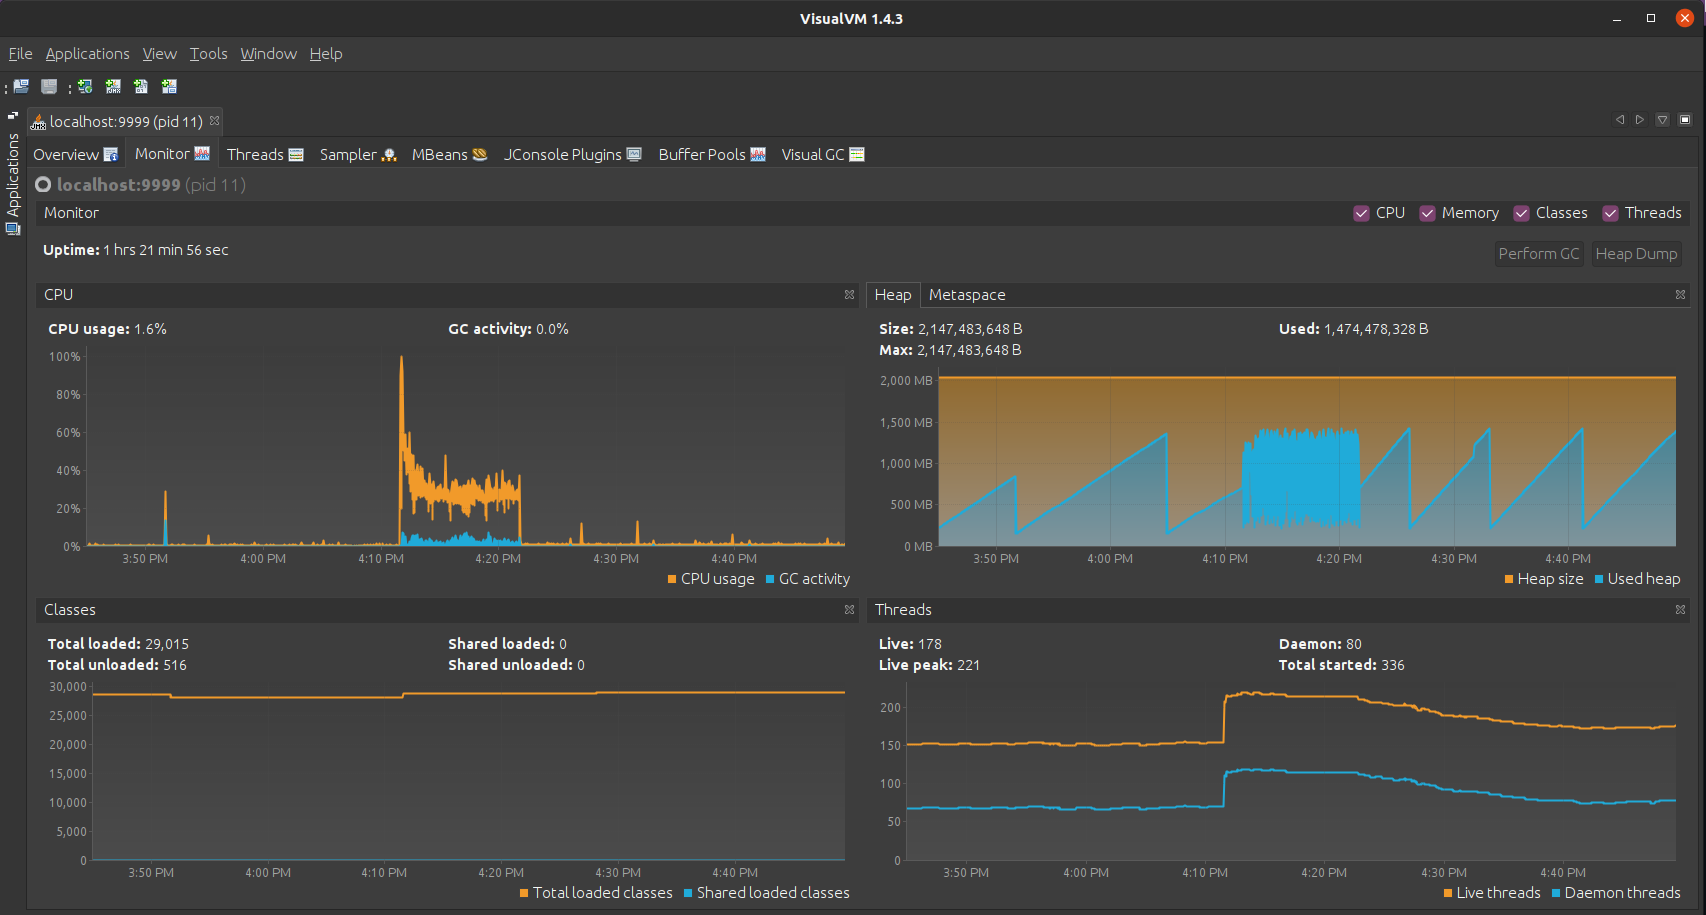 VisualVM 1.4.3
File Applications View Tools Window Help
Applications
localhost:9999 (pid 11)
Overview Monitor Threads Sampler MBeans JConsole Plugins Buffer Pools Visual GC
localhost:9999 (pid 11)
Monitor CPU Memory Classes Threads
Uptime: 1 hrs 21 min 56 sec Perform GC Heap Dump
CPU
CPU usage: 1.6% GC activity: 0.0%
100%
80%
60%
40%
20%
0%
3:50 PM 4:00 PM 4:10 PM 4:20 PM 4:30 PM 4:40 PM
CPU usage GC activity
Heap Metaspace
Size: 2,147,483,648 B Used: 1,474,478,328 B
Max: 2,147,483,648 B
2,000 MB
1,500 MB
1,000 MB
500 MB
0 MB
3:50 PM 4:00 PM 4:10 PM 4:20 PM 4:30 PM 4:40 PM
Heap size Used heap
Classes
Total loaded: 29,015 Shared loaded: 0
Total unloaded: 516 Shared unloaded: 0
30,000
25,000
20,000
15,000
10,000
5,000
0
3:50 PM 4:00 PM 4:10 PM 4:20 PM 4:30 PM 4:40 PM
Total loaded classes Shared loaded classes
Threads
Live: 178 Daemon: 80
Live peak: 221 Total started: 336
200
150
100
50
0
3:50 PM 4:00 PM 4:10 PM 4:20 PM 4:30 PM 4:40 PM
Live threads Daemon threads